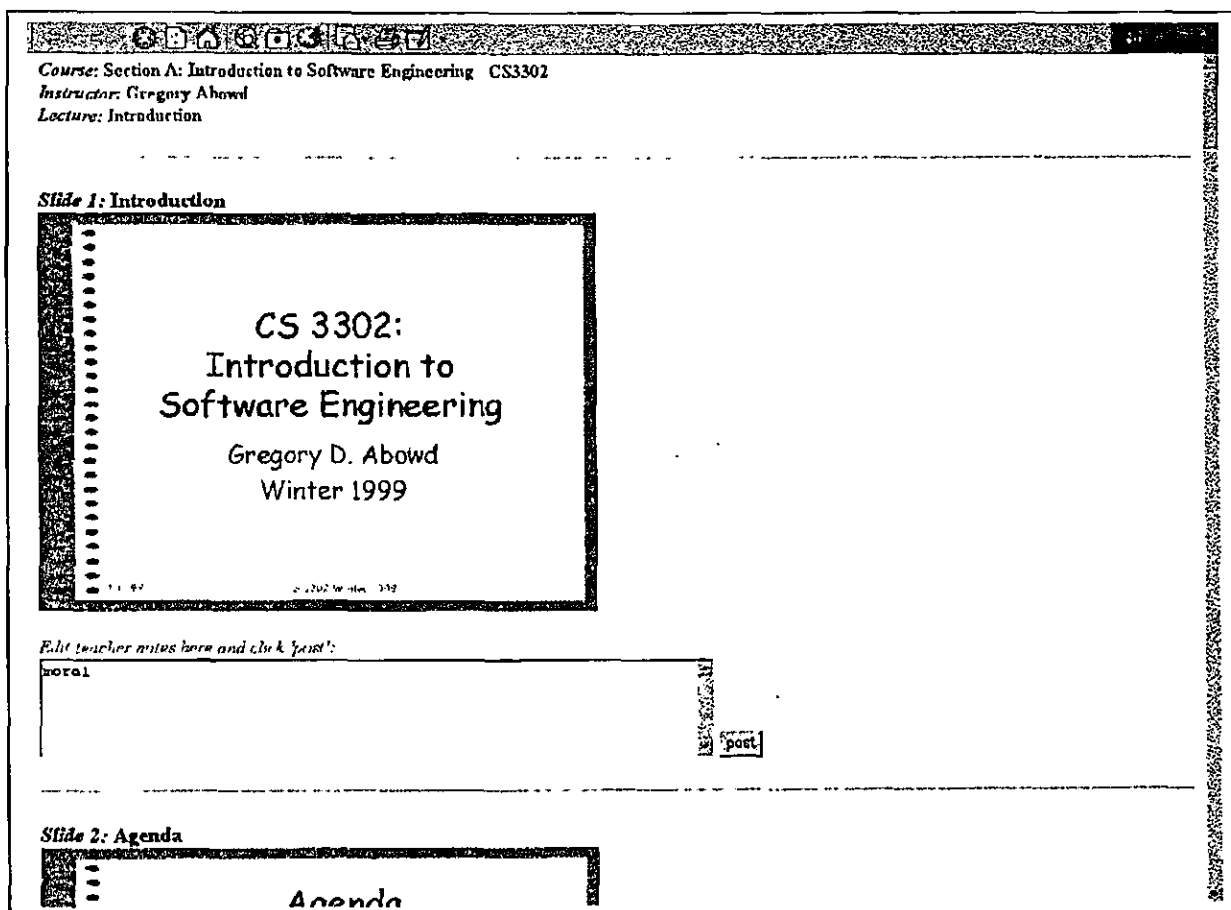 Course: Section A: Introduction to Software Engineering CS3302
Instructor: Gregory Abowd
Lecture: Introduction
Slide 1: Introduction
CS 3302:
Introduction to
Software Engineering
Gregory D. Abowd
Winter 1999
Edit teacher notes here and click 'post':
moral
post
Slide 2: Agenda
Agenda